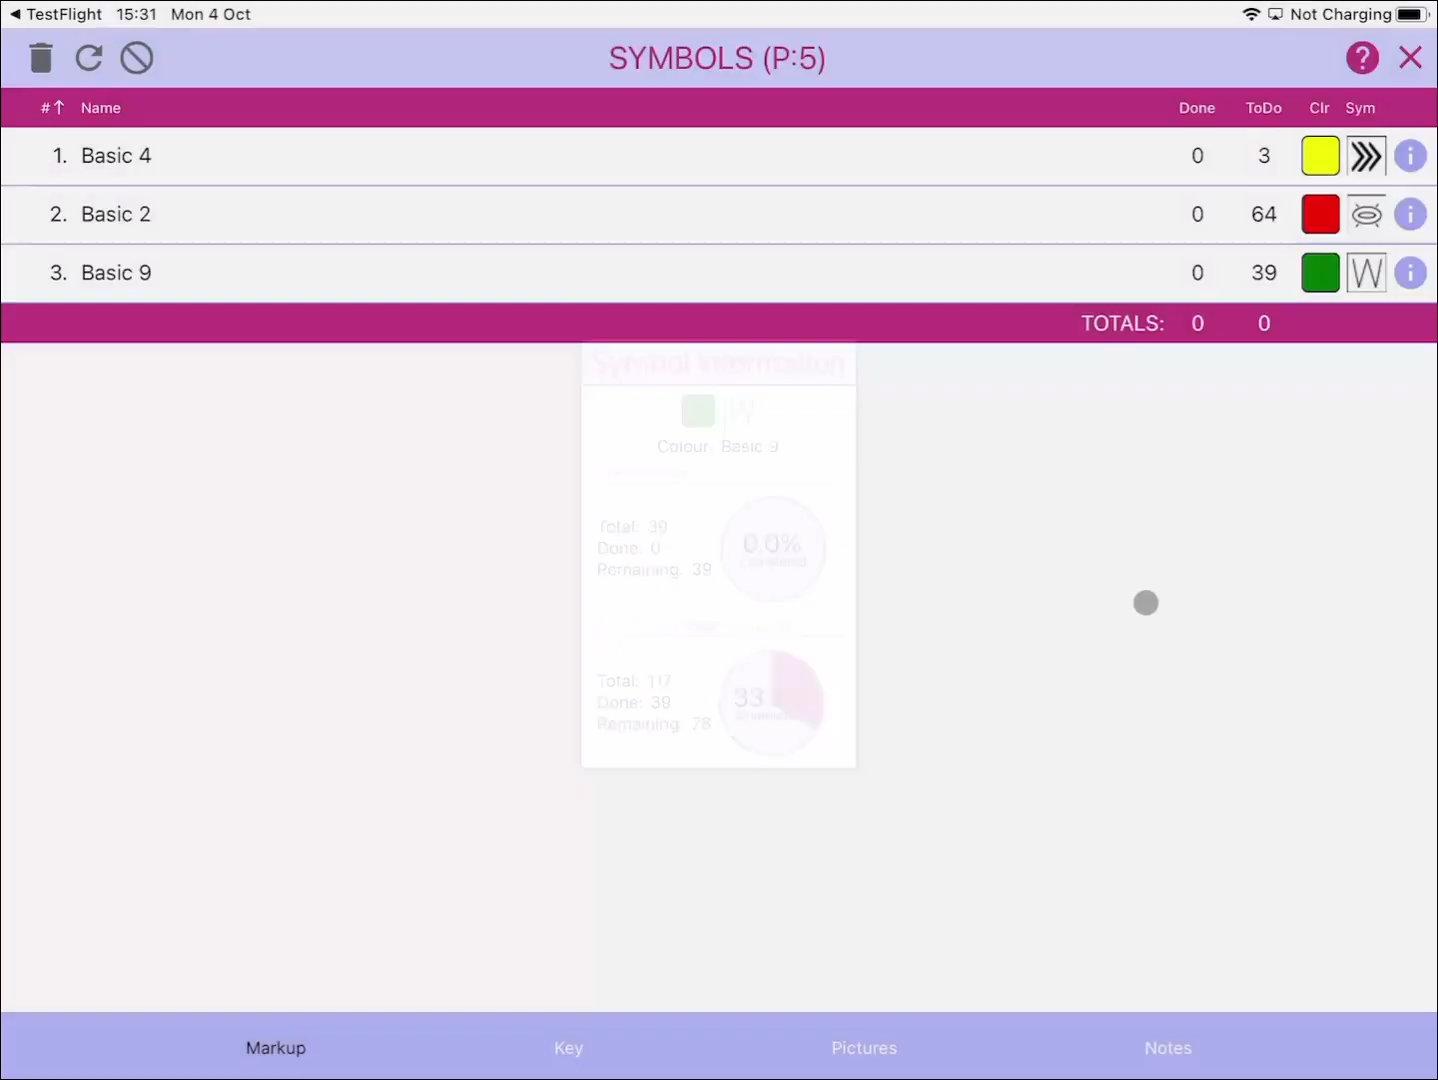 ◀ TestFlight 15:31 Mon 4 Oct Not Charging
SYMBOLS (P:5) ?
#↑ Name Done ToDo Clr Sym
1. Basic 4 0 3 i
2. Basic 2 0 64 i
3. Basic 9 0 39 W i
TOTALS: 0 0
Symbol Information
W
Colour: Basic 9
Total: 39
Done: 0
Remaining: 39
0.0%
Total: 117
Done: 39
Remaining: 78
33
Markup Key Pictures Notes